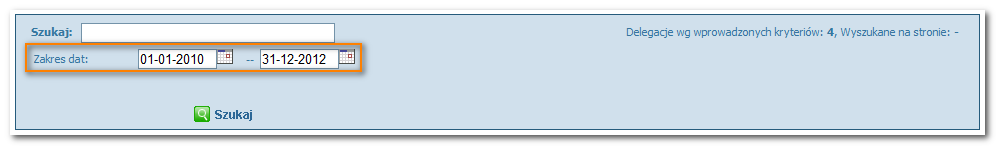 Szukaj: Delegacje wg wprowadzonych kryteriów: 4, Wyszukane na stronie: -
Zakres dat: 01-01-2010 -- 31-12-2012
Szukaj